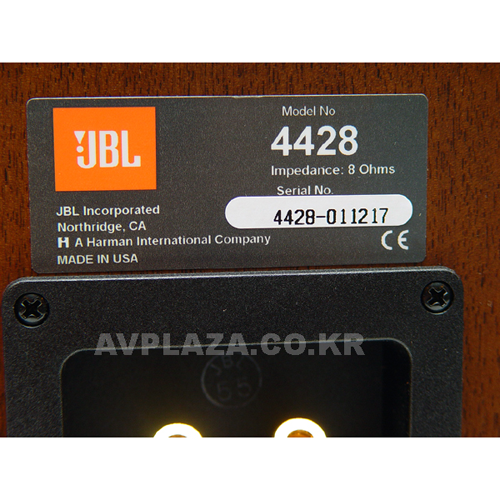 JBL
Model No
4428
Impedance: 8 Ohms
Serial No.
4428-011217
JBL Incorporated
Northridge, CA
H A Harman International Company
MADE IN USA
CE
AVPLAZA.CO.KR
55